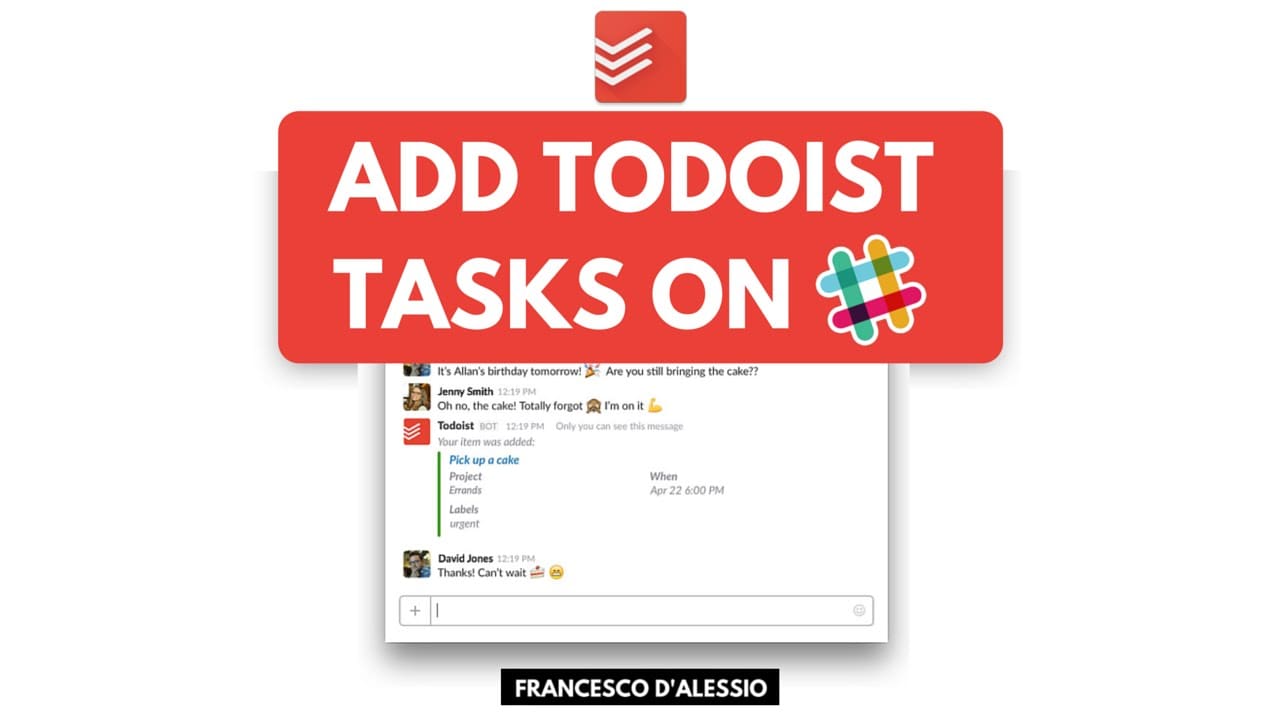 ADD TODOIST
TASKS ON
It's Allan's birthday tomorrow! 🎉 Are you still bringing the cake??
Jenny Smith 12:19 PM
Oh no, the cake! Totally forgot 🙈 I'm on it 💪
Todoist BOT 12:19 PM Only you can see this message
Your item was added:
Pick up a cake
Project When
Errands Apr 22 6:00 PM
Labels
urgent
David Jones 12:19 PM
Thanks! Can't wait 🍰 😄
FRANCESCO D'ALESSIO